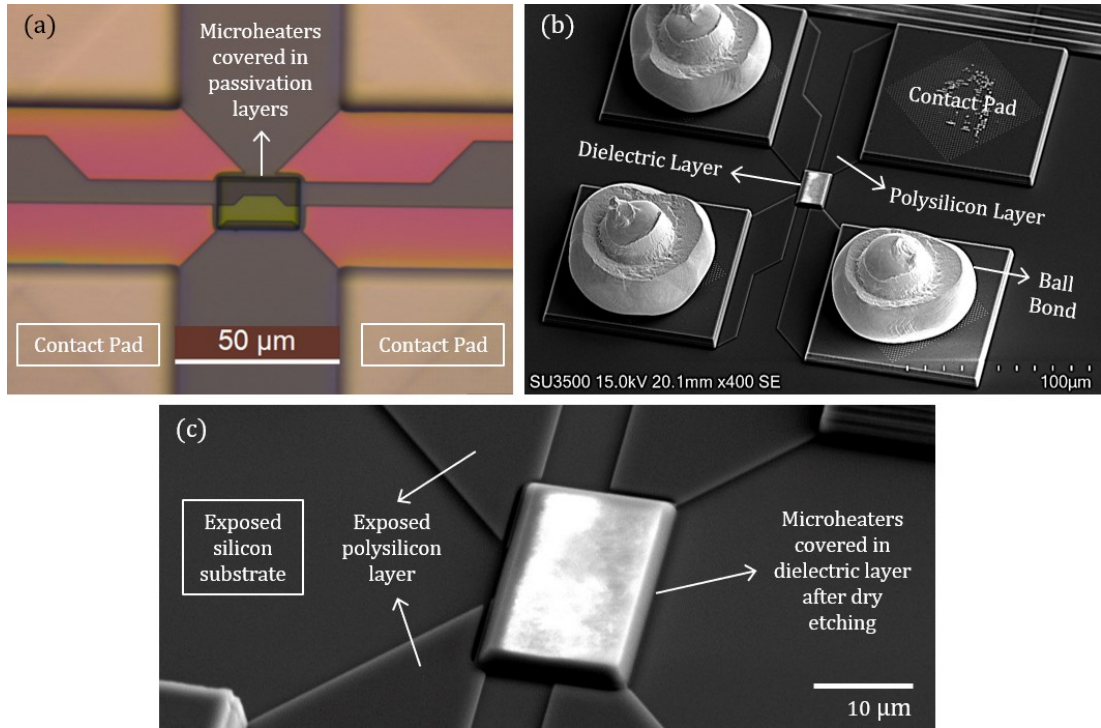 (a)
Microheaters
covered in
passivation
layers
Contact Pad
50 µm
Contact Pad
(b)
Contact Pad
Dielectric Layer
Polysilicon Layer
Ball
Bond
SU3500 15.0kV 20.1mm x400 SE
100µm
(c)
Exposed
silicon
substrate
Exposed
polysilicon
layer
Microheaters
covered in
dielectric layer
after dry
etching
10 µm